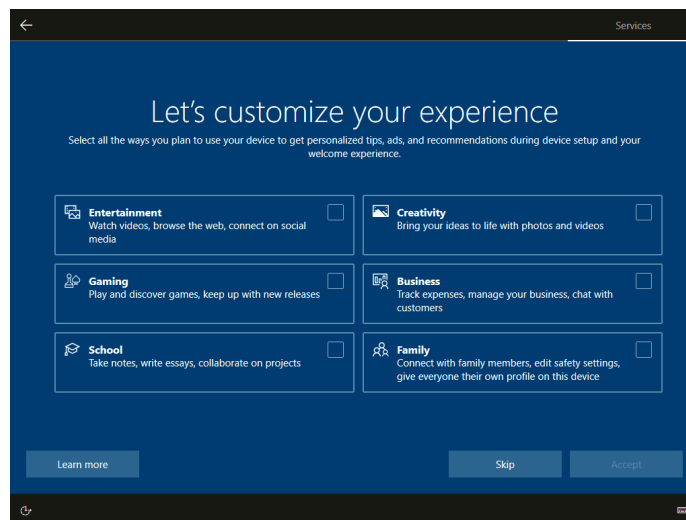 Services
Let's customize your experience
Select all the ways you plan to use your device to get personalized tips, ads, and recommendations during device setup and your
welcome experience.
Entertainment
Watch videos, browse the web, connect on social
media
Creativity
Bring your ideas to life with photos and videos
Gaming
Play and discover games, keep up with new releases
Business
Track expenses, manage your business, chat with
customers
School
Take notes, write essays, collaborate on projects
Family
Connect with family members, edit safety settings,
give everyone their own profile on this device
Learn more
Skip
Accept